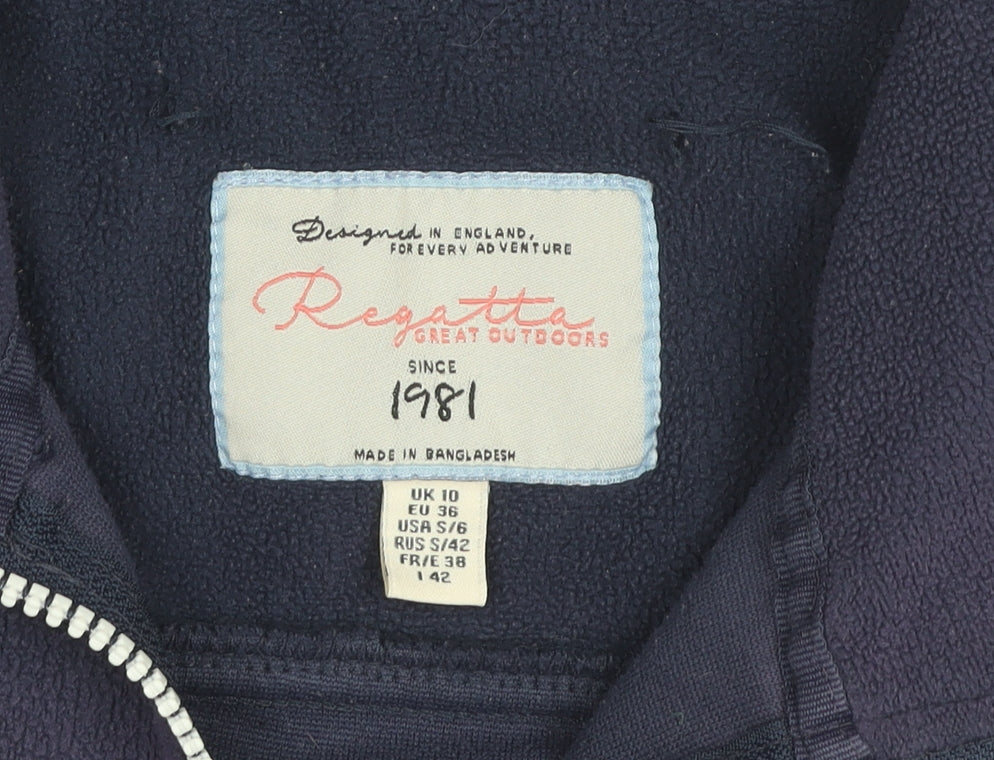 Designed IN ENGLAND,
FOR EVERY ADVENTURE
Regatta
GREAT OUTDOORS
SINCE
1981
MADE IN BANGLADESH
UK 10
EU 36
USA S/6
RUS S/42
FR/E 38
I 42